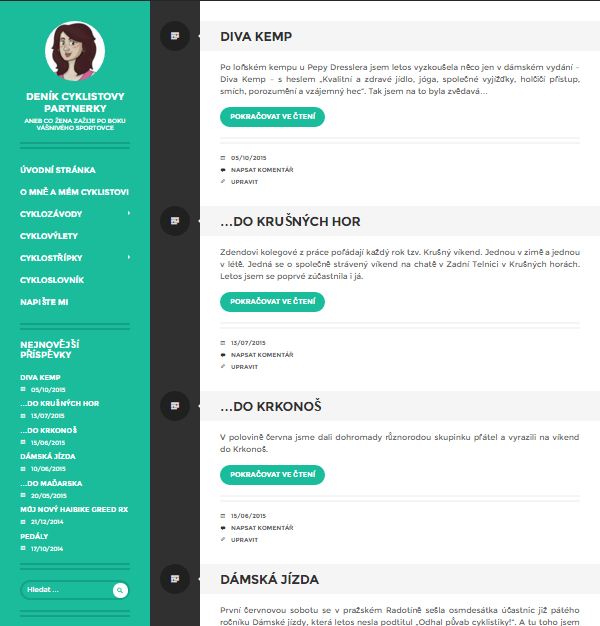 DENÍK CYKLISTOVY
PARTNERKY
ANEB CO ŽENA ZAŽIJE PO BOKU
VÁŠNIVÉHO SPORTOVCE
ÚVODNÍ STRÁNKA
O MNĚ A MÉM CYKLISTOVI
CYKLOZÁVODY
CYKLOVÝLETY
CYKLOSTŘÍPKY
CYKLOSLOVNÍK
NAPIŠTE MI
NEJNOVĚJŠÍ
PŘÍSPĚVKY
DIVA KEMP
05/10/2015
...DO KRUŠNÝCH HOR
13/07/2015
...DO KRKONOŠ
15/06/2015
DÁMSKÁ JÍZDA
10/06/2015
...DO MAĎARSKA
20/05/2015
MŮJ NOVÝ HAIBIKE GREED RX
21/12/2014
PEDÁLY
17/10/2014
Hledat ...
DIVA KEMP
Po loňském kempu u Pepy Dresslera jsem letos vyzkoušela něco jen v dámském vydání –
Diva Kemp – s heslem „Kvalitní a zdravé jídlo, jóga, společné vyjížďky, holčičí přístup,
smích, porozumění a vzájemný hec“. Tak jsem na to byla zvědavá...
POKRAČOVAT VE ČTENÍ
05/10/2015
NAPSAT KOMENTÁŘ
UPRAVIT
...DO KRUŠNÝCH HOR
Zdendovi kolegové z práce pořádají každý rok tzv. Krušný víkend. Jednou v zimě a jednou
v létě. Jedná se o společně strávený víkend na chatě v Zadní Telnici v Krušných horách.
Letos jsem se poprvé zúčastnila i já.
POKRAČOVAT VE ČTENÍ
13/07/2015
NAPSAT KOMENTÁŘ
UPRAVIT
...DO KRKONOŠ
V polovině června jsme dali dohromady různorodou skupinku přátel a vyrazili na víkend
do Krkonoš.
POKRAČOVAT VE ČTENÍ
15/06/2015
NAPSAT KOMENTÁŘ
UPRAVIT
DÁMSKÁ JÍZDA
První červnovou sobotu se v pražském Radotíně sešla osmdesátka účastnic již pátého
ročníku Dámské jízdy, která letos nesla podtitul „Odhal půvab cyklistiky!“. A tu toho jsem